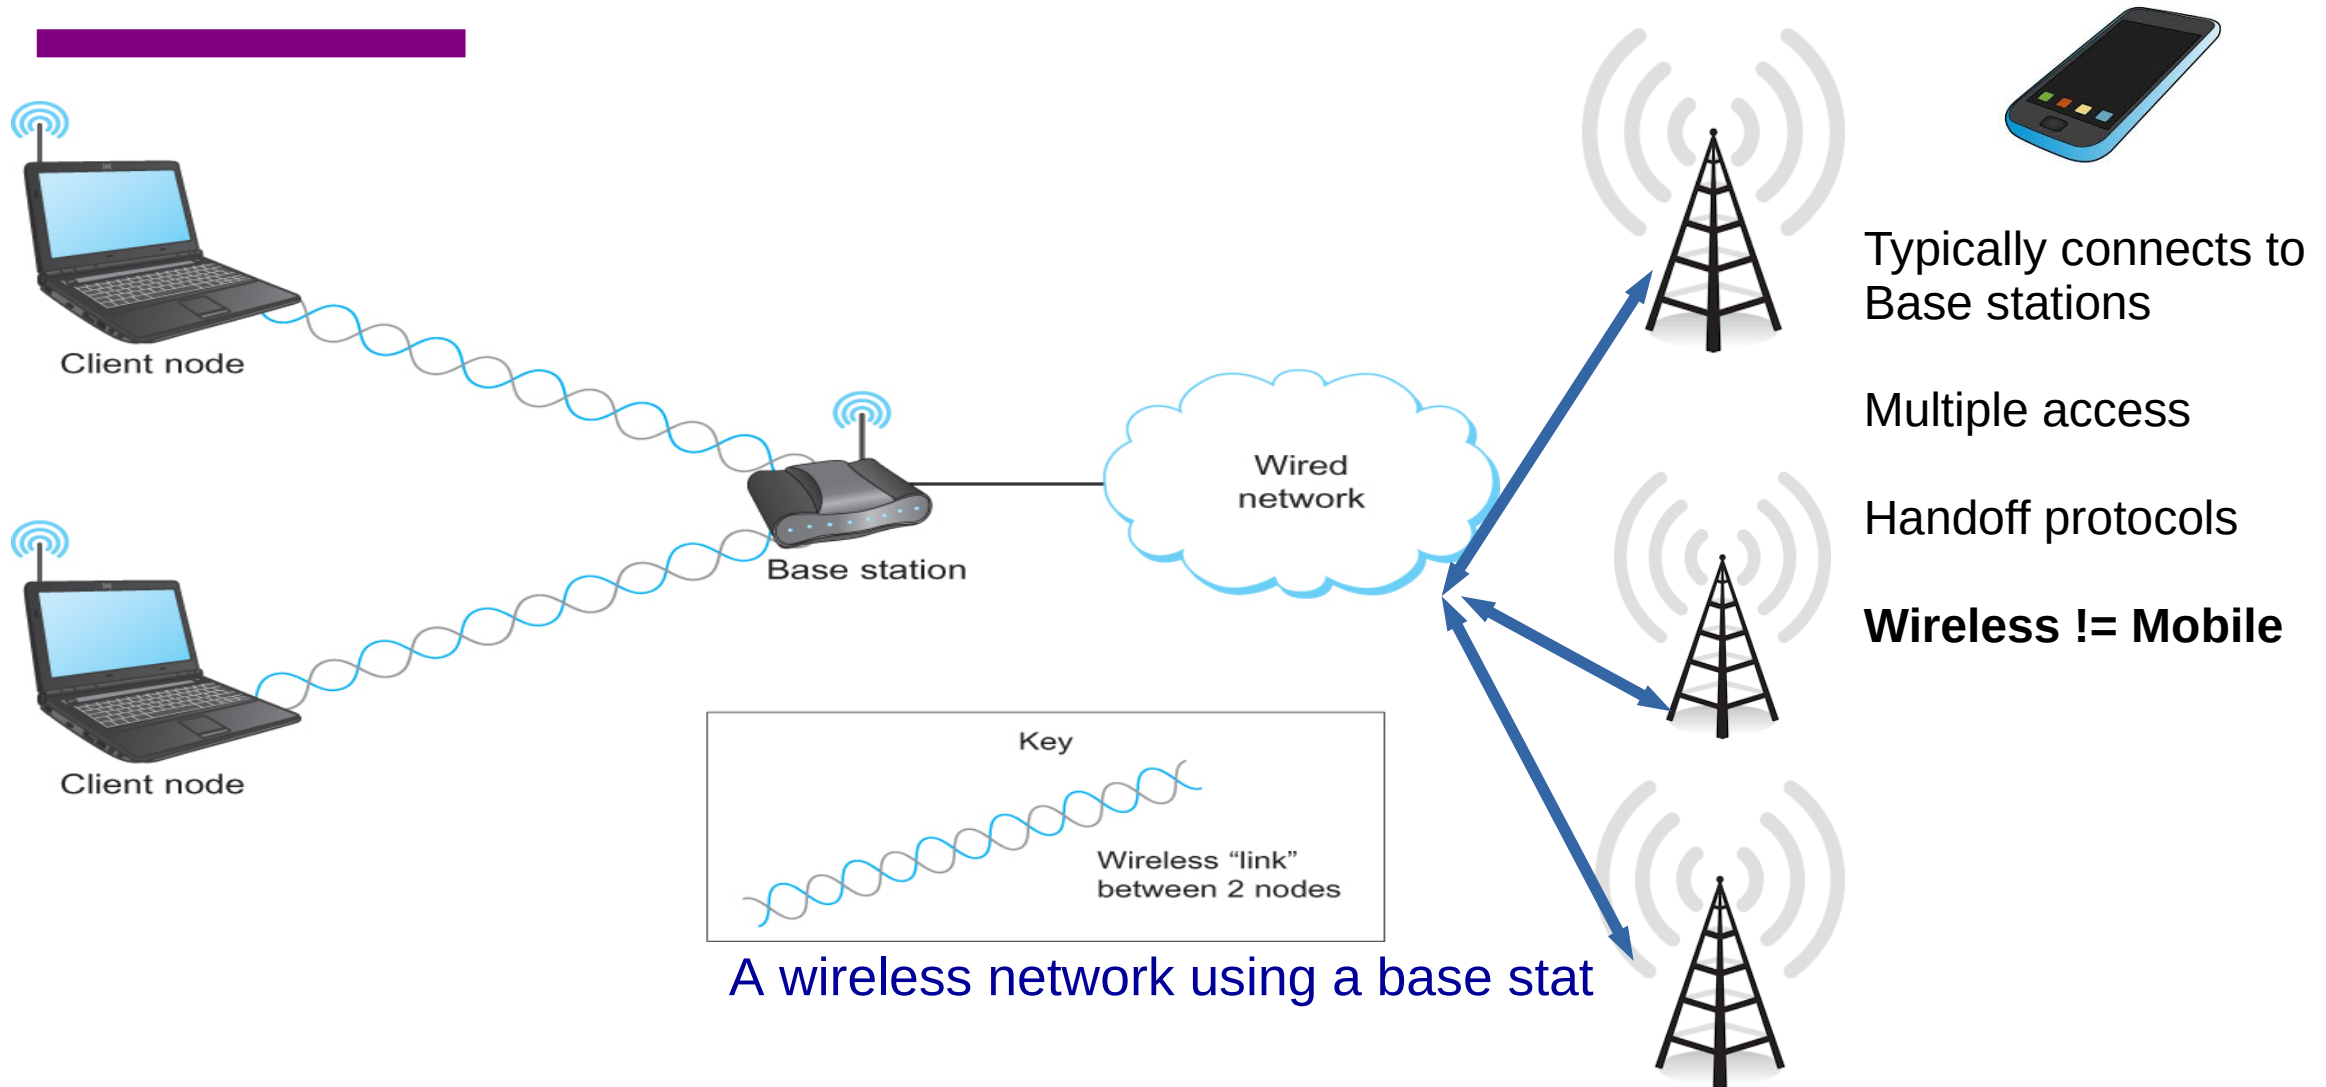 Client node
Client node
Base station
Wired
network
Key
Wireless “link”
between 2 nodes
A wireless network using a base stat
Typically connects to
Base stations
Multiple access
Handoff protocols
Wireless != Mobile